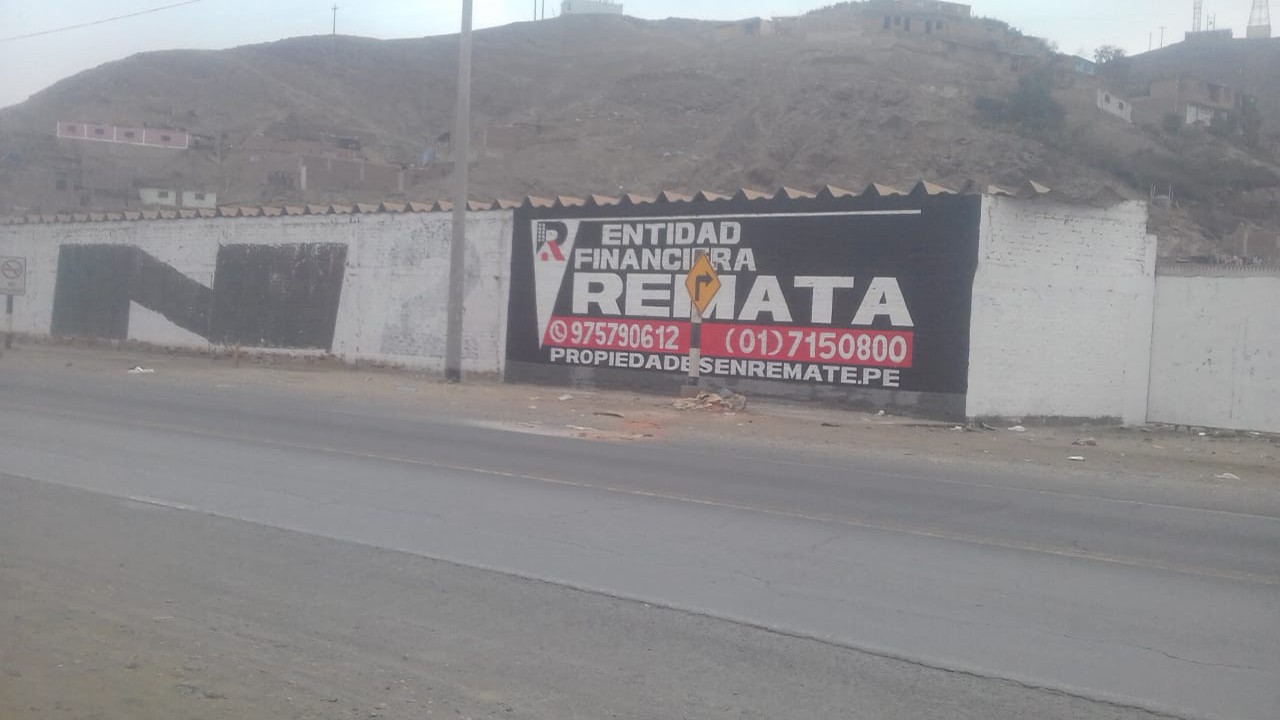 R
ENTIDAD
FINANCIERA
REMATA
975790612 (01)7150800
PROPIEDADESENREMATE.PE